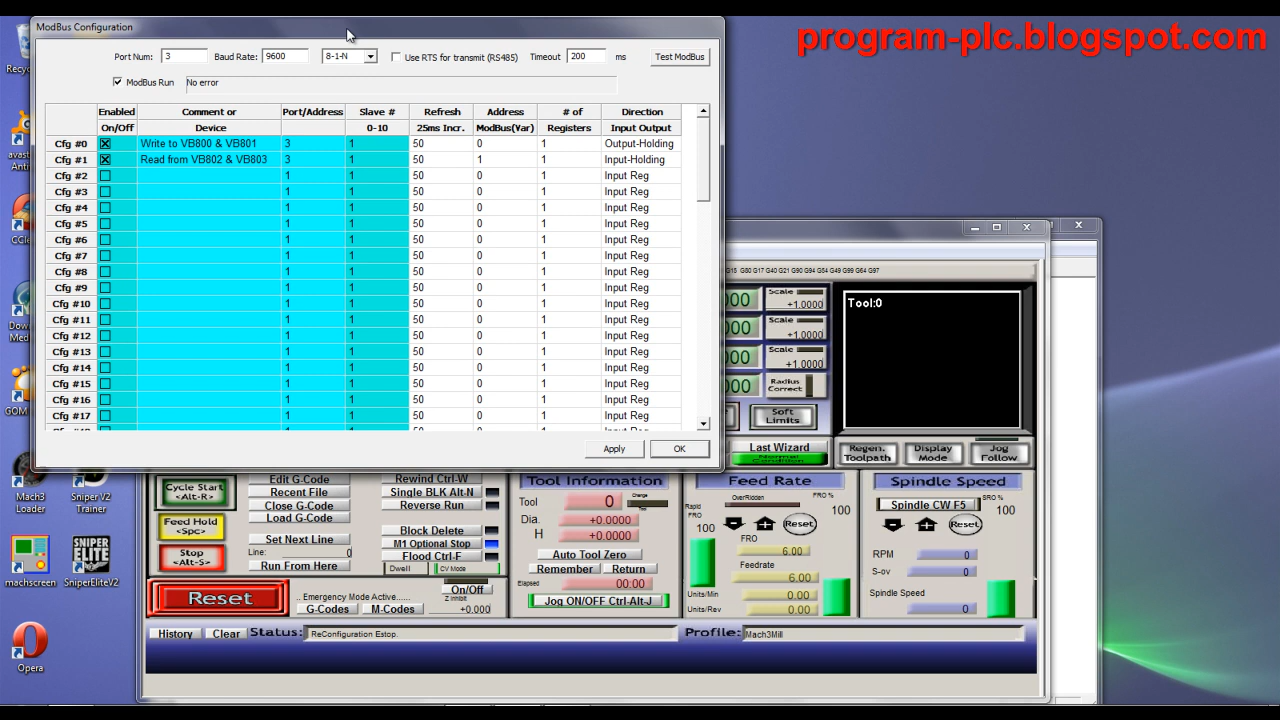 program-plc.blogspot.com
ModBus Configuration
Port Num: 3 Baud Rate: 9600 8-1-N Use RTS for transmit (RS485) Timeout 200 ms Test ModBus
ModBus Run No error
Enabled Comment or Port/Address Slave # Refresh Address # of Direction
On/Off Device 0-10 25ms Incr. ModBus(Var) Registers Input Output
Cfg #0 Write to VB800 & VB801 3 1 50 0 1 Output-Holding
Cfg #1 Read from VB802 & VB803 3 1 50 1 1 Input-Holding
Cfg #2 1 1 50 0 1 Input Reg
Cfg #3 1 1 50 0 1 Input Reg
Cfg #4 1 1 50 0 1 Input Reg
Cfg #5 1 1 50 0 1 Input Reg
Cfg #6 1 1 50 0 1 Input Reg
Cfg #7 1 1 50 0 1 Input Reg
Cfg #8 1 1 50 0 1 Input Reg
Cfg #9 1 1 50 0 1 Input Reg
Cfg #10 1 1 50 0 1 Input Reg
Cfg #11 1 1 50 0 1 Input Reg
Cfg #12 1 1 50 0 1 Input Reg
Cfg #13 1 1 50 0 1 Input Reg
Cfg #14 1 1 50 0 1 Input Reg
Cfg #15 1 1 50 0 1 Input Reg
Cfg #16 1 1 50 0 1 Input Reg
Cfg #17 1 1 50 0 1 Input Reg
Apply OK
G80 G17 G40 G21 G90 G94 G54 G49 G99 G64 G97
Scale
+1.0000
Scale
+1.0000
Scale
+1.0000
Radius
Correct
Soft
Limits
Tool:0
Last Wizard
Normal
Condition
Regen.
Toolpath
Display
Mode
Jog
Follow
Cycle Start
<Alt-R>
Feed Hold
<Spc>
Stop
<Alt-S>
Edit G-Code
Recent File
Close G-Code
Load G-Code
Set Next Line
Line: 0
Run From Here
Rewind Ctrl-W
Single BLK Alt-N
Reverse Run
Block Delete
M1 Optional Stop
Flood Ctrl-F
Dwell CV Mode
Reset
.. Emergency Mode Active.....
G-Codes M-Codes
On/Off
Z Inhibit
+0.000
Tool Information
Tool 0 Change
Tool
Dia. +0.0000
H +0.0000
Auto Tool Zero
Remember Return
Elapsed 00:00
Jog ON/OFF Ctrl-Alt-J
Feed Rate
OverRidden FRO %
Rapid
FRO 100
100 Reset
FRO 6.00
Feedrate 6.00
Units/Min 0.00
Units/Rev 0.00
Spindle Speed
Spindle CW F5 SRO %
100
Reset
RPM 0
S-ov 0
Spindle Speed 0
History Clear Status: ReConfiguration Estop. Profile: Mach3Mill
Mach3
Loader
Sniper V2
Trainer
machscreen
SniperEliteV2
Opera